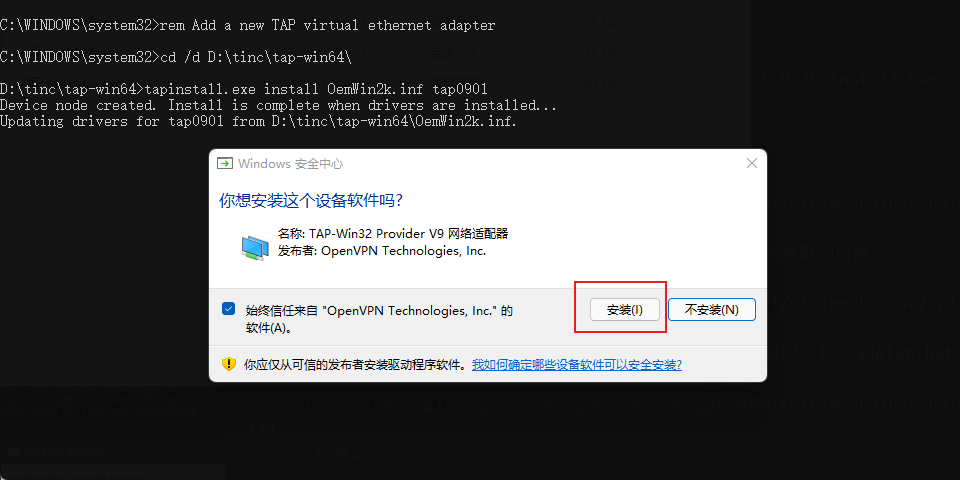 C:\WINDOWS\system32>rem Add a new TAP virtual ethernet adapter
C:\WINDOWS\system32>cd /d D:\tinc\tap-win64\
D:\tinc\tap-win64>tapinstall.exe install OemWin2k.inf tap0901
Device node created. Install is complete when drivers are installed...
Updating drivers for tap0901 from D:\tinc\tap-win64\OemWin2k.inf.
Windows 安全中心
你想安装这个设备软件吗?
名称: TAP-Win32 Provider V9 网络适配器
发布者: OpenVPN Technologies, Inc.
始终信任来自 "OpenVPN Technologies, Inc." 的
软件(A)。
安装(I)
不安装(N)
你应仅从可信的发布者安装驱动程序软件。我如何确定哪些设备软件可以安全安装?